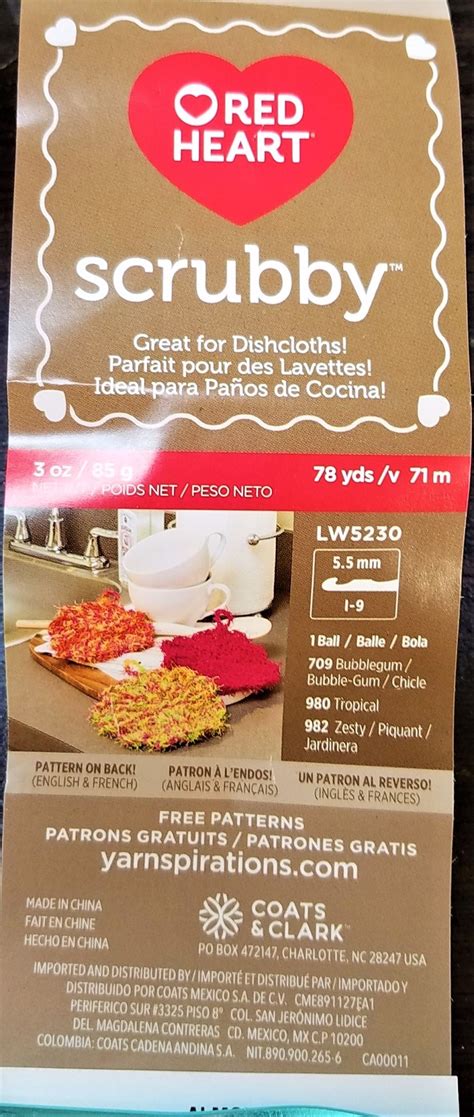 RED
HEART®
scrubby™
Great for Dishcloths!
Parfait pour des Lavettes!
Ideal para Paños de Cocina!
3 oz / 85 g
NET WT / POIDS NET / PESO NETO
78 yds /v 71 m
LW5230
5.5 mm
I-9
1 Ball / Balle / Bola
709 Bubblegum /
Bubble-Gum / Chicle
980 Tropical
982 Zesty / Piquant /
Jardinera
PATTERN ON BACK!
(ENGLISH & FRENCH)
PATRON À L'ENDOS!
(ANGLAIS & FRANÇAIS)
UN PATRON AL REVERSO!
(INGLÉS & FRANCES)
FREE PATTERNS
PATRONS GRATUITS / PATRONES GRATIS
yarnspirations.com
MADE IN CHINA
FAIT EN CHINE
HECHO EN CHINA
COATS
& CLARK™
PO BOX 472147, CHARLOTTE, NC 28247 USA
IMPORTED AND DISTRIBUTED BY / IMPORTÉ ET DISTRIBUÉ PAR / IMPORTADO Y
DISTRIBUIDO POR COATS MEXICO S.A. DE C.V. CME891127EA1
PERIFERICO SUR #3325 PISO 8° COL. SAN JERÓNIMO LIDICE
DEL. MAGDALENA CONTRERAS CD. MEXICO, MX C.P 10200
COLOMBIA: COATS CADENA ANDINA S.A. NIT.890.900.265-6 CA00011